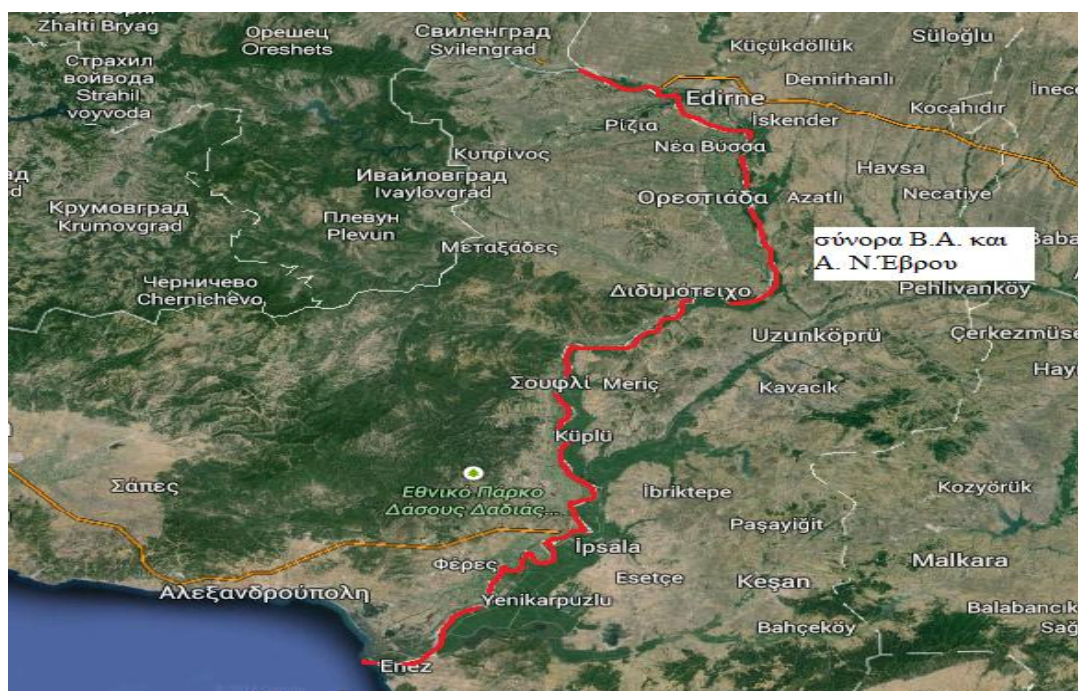 Zhalti Bryag
Орешец
Oreshets
Свиленград
Svilengrad
Süloğlu
Küçükdöllük
Страхил
войвода
Strahil
voyvoda
Demirhanlı
Edirne
Kocahıdır
İskender
Ρίζια
Νέα Βύσσα
Κυπρίνος
Havsa
Ивайловград
Ivaylovgrad
Ορεστιάδα
Azatlı
Necatiye
Крумовград
Krumovgrad
Плевун
Plevun
Μεταξάδες
σύνορα Β.Α. και
Α. Ν.Έβρου
Черничево
Chernichevo
Διδυμότειχο
Pehlivanköy
Uzunköprü
Çerkezmüse
Σουφλί
Meriç
Kavacık
Küplü
Σάπες
Εθνικό Πάρκο
Δάσους Δαδιάς...
İbriktepe
Kozyörük
Paşayiğit
İpsala
Φέρες
Esetçe
Keşan
Malkara
Αλεξανδρούπολη
Yenikarpuzlu
Balabancık
Bahçeköy
Enez